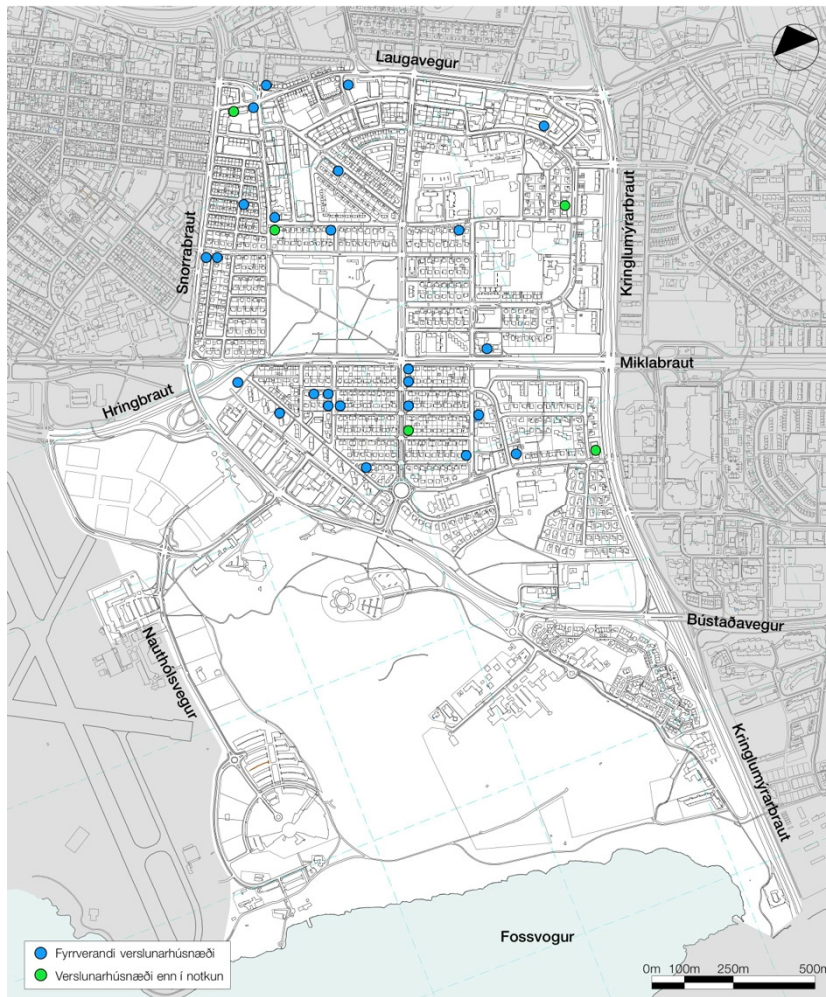 Laugavegur
Snorrabraut
Kringlumýrarbraut
Miklabraut
Hringbraut
Bústaðavegur
Nauthólsvegur
Kringlumýrarbraut
Fossvogur
Fyrrverandi verslunarhúsnæði
Verslunarhúsnæði enn í notkun
0m 100m 250m 500m